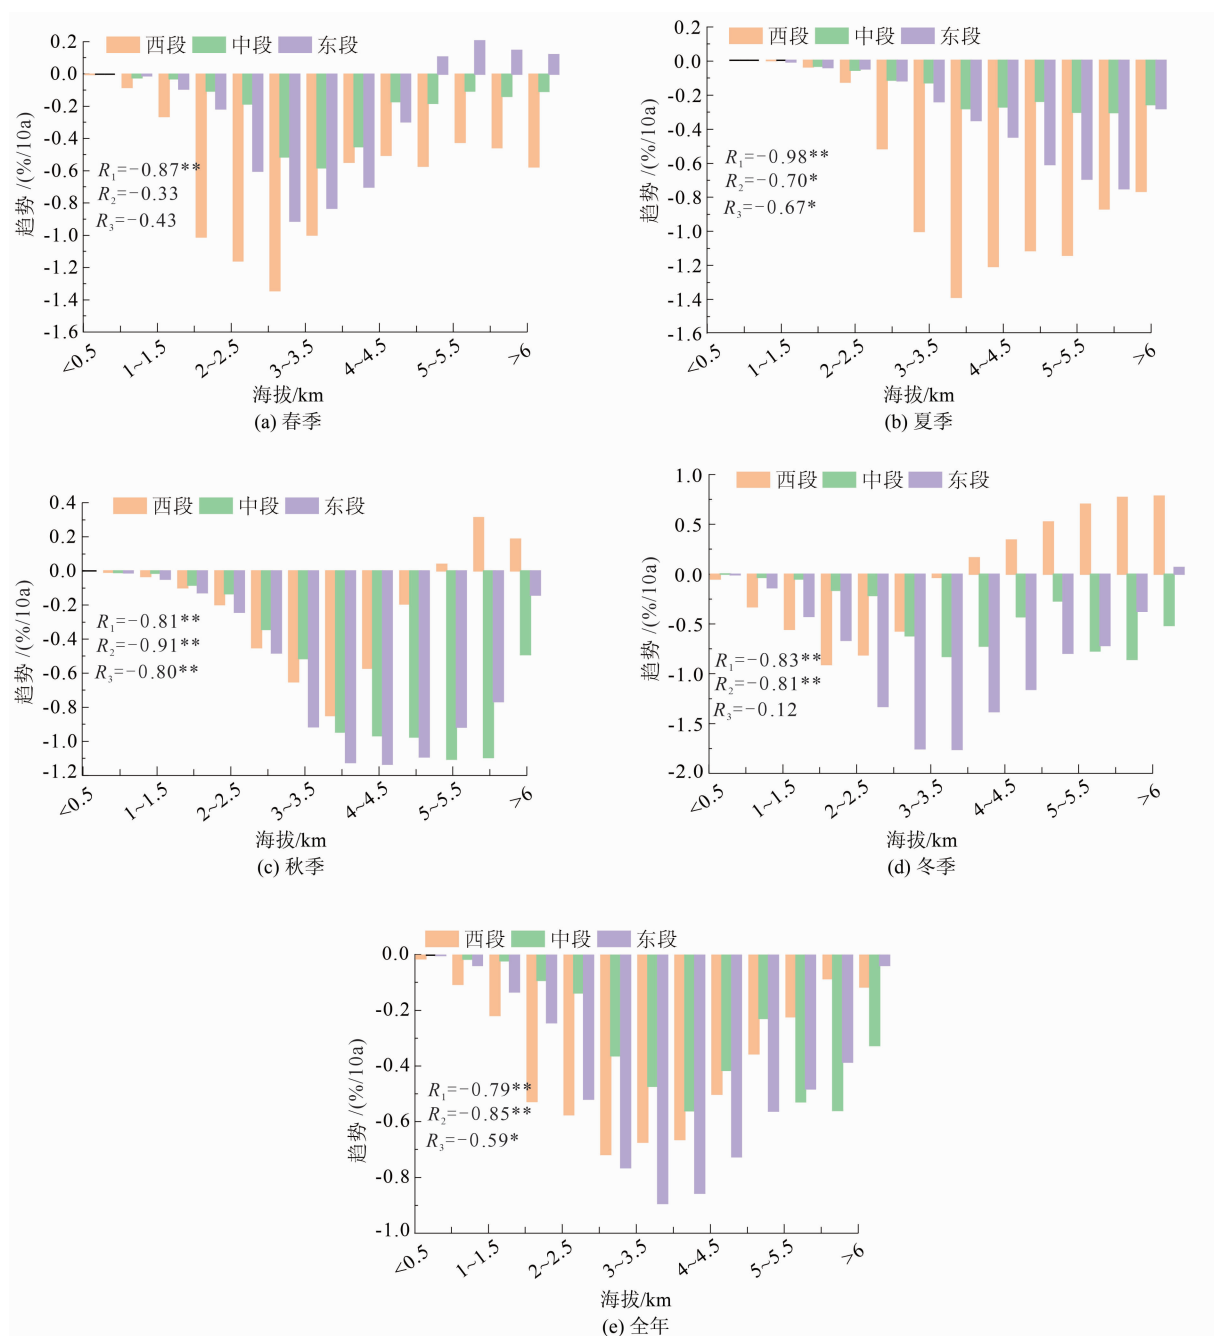 西段 中段 东段
0.2
0.0
-0.2
-0.4
-0.6
-0.8
-1.0
-1.2
-1.4
-1.6
趋势/(%/10a)
R₁=-0.87**
R₂=-0.33
R₃=-0.43
<0.5 1~1.5 2~2.5 3~3.5 4~4.5 5~5.5 >6
海拔/km
(a) 春季
西段 中段 东段
0.2
0.0
-0.2
-0.4
-0.6
-0.8
-1.0
-1.2
-1.4
-1.6
趋势/(%/10a)
R₁=-0.98**
R₂=-0.70*
R₃=-0.67*
<0.5 1~1.5 2~2.5 3~3.5 4~4.5 5~5.5 >6
海拔/km
(b) 夏季
西段 中段 东段
0.4
0.2
0.0
-0.2
-0.4
-0.6
-0.8
-1.0
-1.2
趋势/(%/10a)
R₁=-0.81**
R₂=-0.91**
R₃=-0.80**
<0.5 1~1.5 2~2.5 3~3.5 4~4.5 5~5.5 >6
海拔/km
(c) 秋季
西段 中段 东段
1.0
0.5
0.0
-0.5
-1.0
-1.5
-2.0
趋势/(%/10a)
R₁=-0.83**
R₂=-0.81**
R₃=-0.12
<0.5 1~1.5 2~2.5 3~3.5 4~4.5 5~5.5 >6
海拔/km
(d) 冬季
西段 中段 东段
0.0
-0.2
-0.4
-0.6
-0.8
-1.0
趋势/(%/10a)
R₁=-0.79**
R₂=-0.85**
R₃=-0.59*
<0.5 1~1.5 2~2.5 3~3.5 4~4.5 5~5.5 >6
海拔/km
(e) 全年